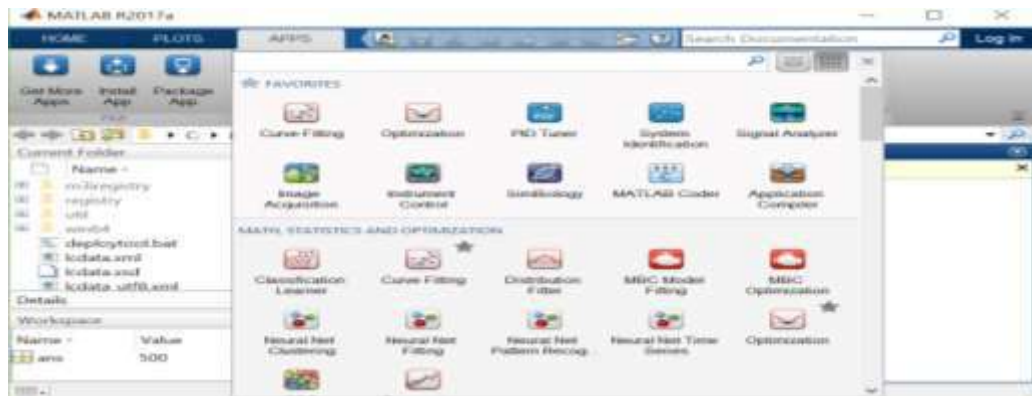 MATLAB R2017a
HOME PLOTS APPS Search Documentation Log In
Get More Apps Install App Package App
FILE
FAVORITES
Curve Fitting Optimization PID Tuner System Identification Signal Analyzer
Image Acquisition Instrument Control SimBiology MATLAB Coder Application Compiler
MATH, STATISTICS AND OPTIMIZATION
Classification Learner Curve Fitting Distribution Fitter MBC Model Fitting MBC Optimization
Neural Net Clustering Neural Net Fitting Neural Net Pattern Recog. Neural Net Time Series Optimization
C:
Current Folder
Name
m3iregistry
registry
util
win64
deploytool.bat
lcdata.xml
lcdata.xsd
lcdata_utf8.xml
Details
Workspace
Name Value
ans 500